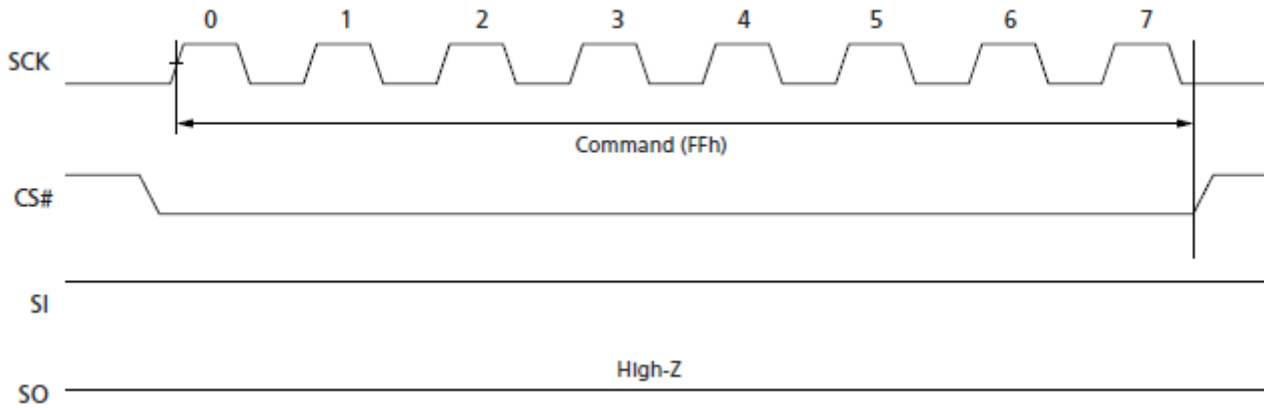 0 1 2 3 4 5 6 7
SCK
Command (FFh)
CS#
SI
High-Z
SO